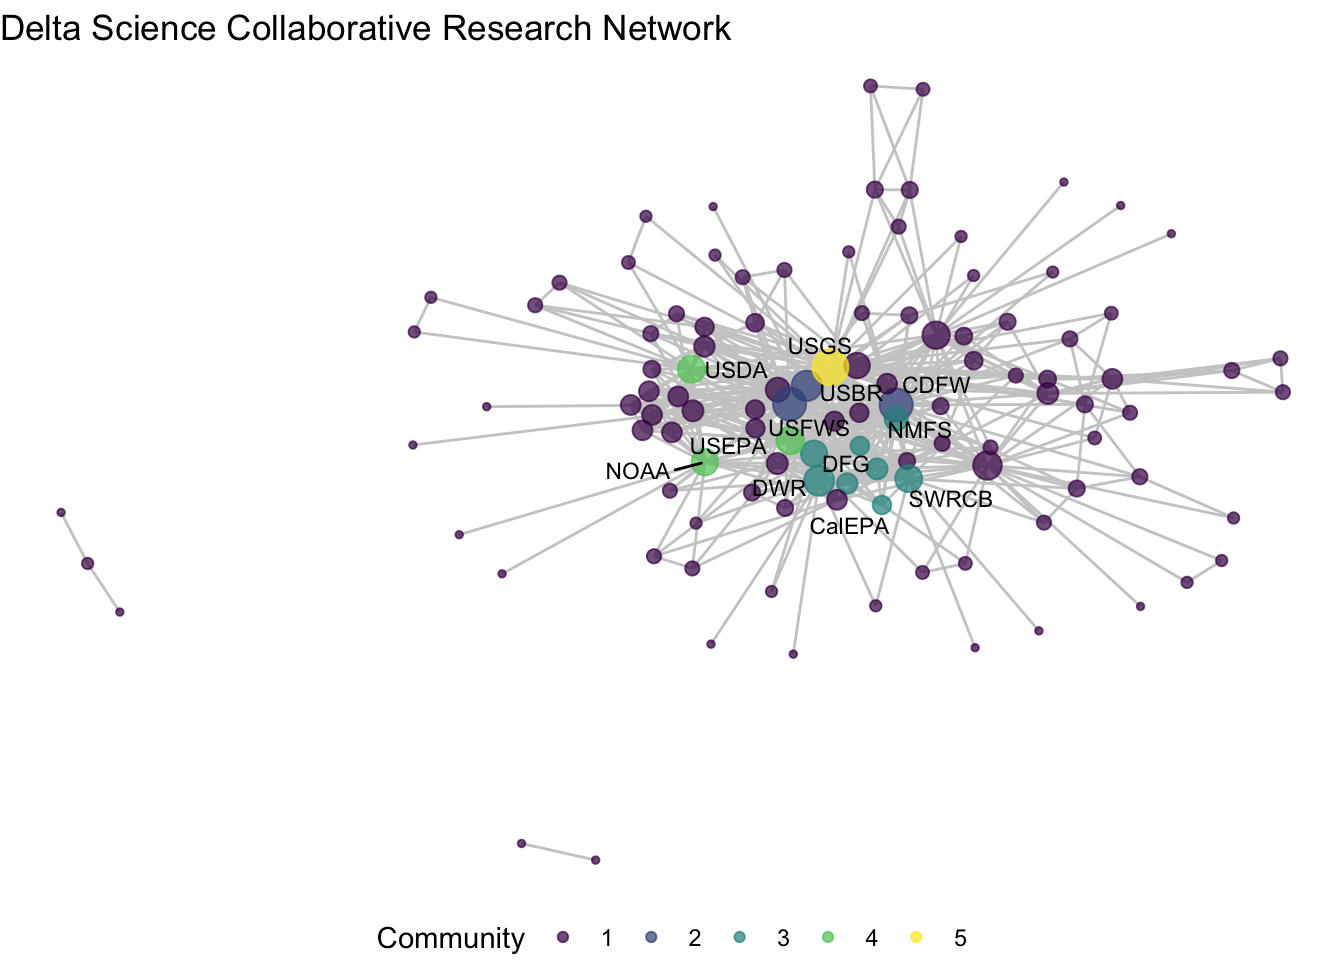 Delta Science Collaborative Research Network
USGS
USDA
CDFW
USBR
USFWS
NMFS
USEPA
NOAA
DFG
DWR
SWRCB
CalEPA
Community 1 2 3 4 5